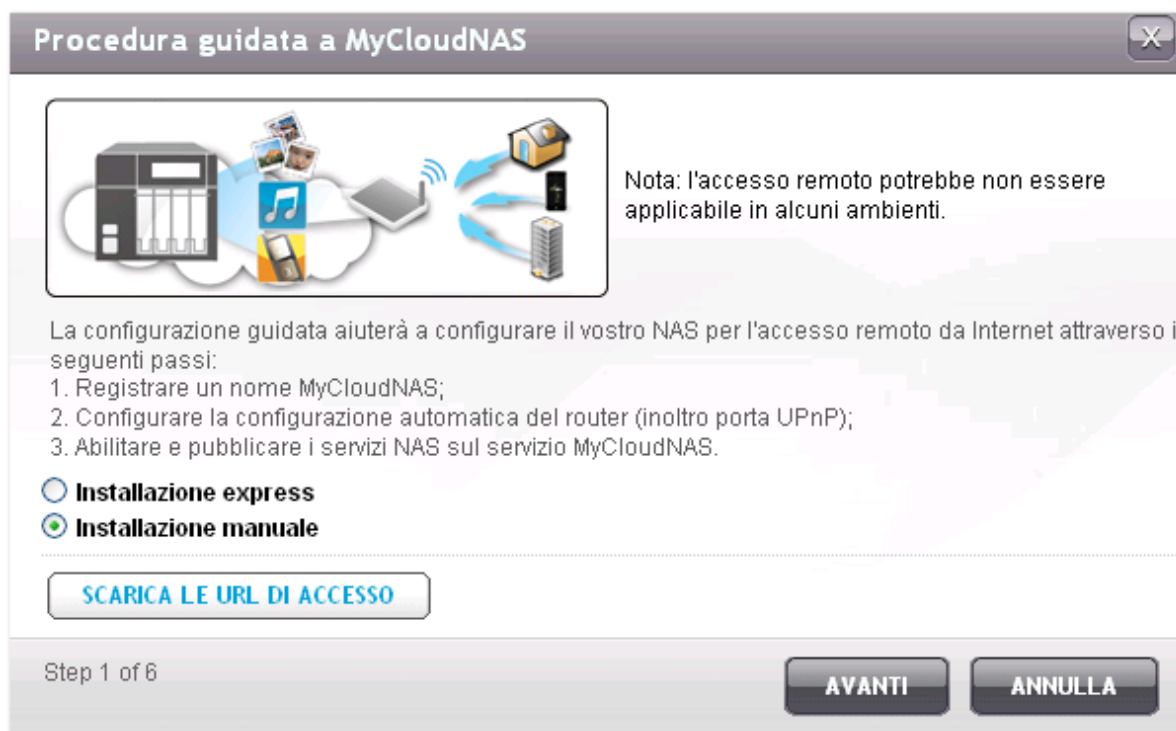 Procedura guidata a MyCloudNAS
X
Nota: l'accesso remoto potrebbe non essere
applicabile in alcuni ambienti.
La configurazione guidata aiuterà a configurare il vostro NAS per l'accesso remoto da Internet attraverso i
seguenti passi:
1. Registrare un nome MyCloudNAS;
2. Configurare la configurazione automatica del router (inoltro porta UPnP);
3. Abilitare e pubblicare i servizi NAS sul servizio MyCloudNAS.
Installazione express
Installazione manuale
SCARICA LE URL DI ACCESSO
Step 1 of 6
AVANTI
ANNULLA